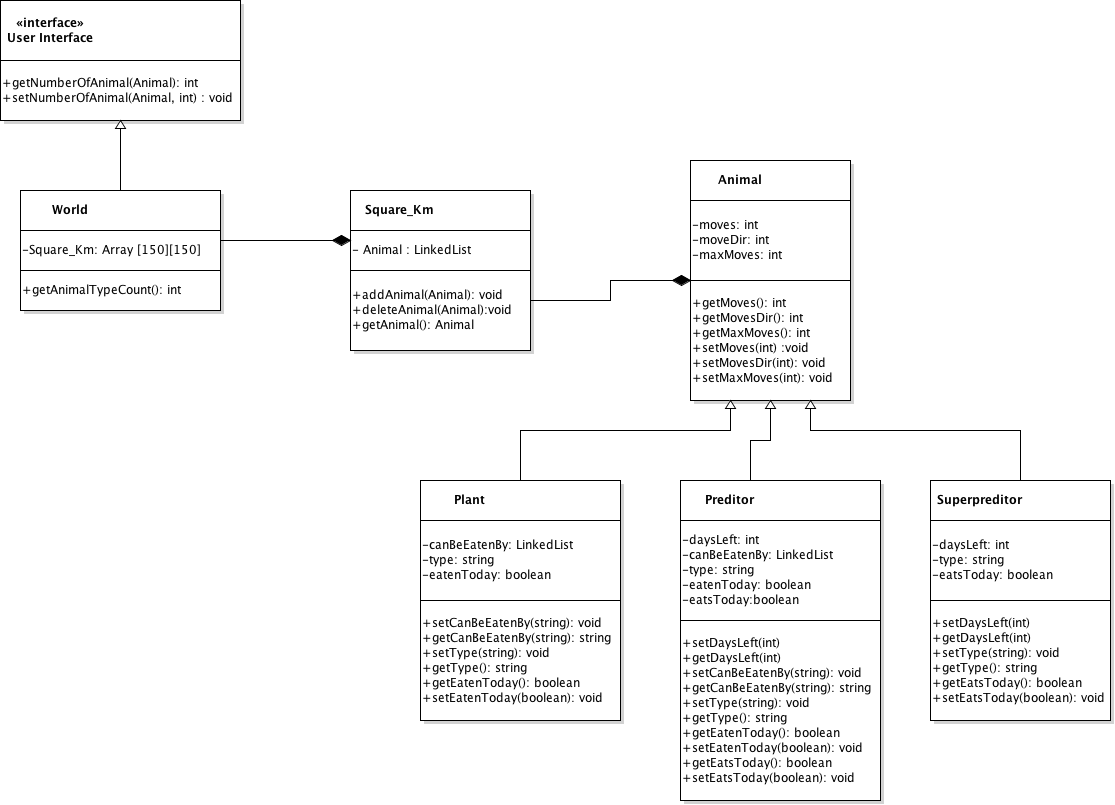 «interface»
User Interface
+getNumberOfAnimal(Animal): int
+setNumberOfAnimal(Animal, int) : void
World
-Square_Km: Array [150][150]
+getAnimalTypeCount(): int
Square_Km
- Animal : LinkedList
+addAnimal(Animal): void
+deleteAnimal(Animal):void
+getAnimal(): Animal
Animal
-moves: int
-moveDir: int
-maxMoves: int
+getMoves(): int
+getMovesDir(): int
+getMaxMoves(): int
+setMoves(int) :void
+setMovesDir(int): void
+setMaxMoves(int): void
Plant
-canBeEatenBy: LinkedList
-type: string
-eatenToday: boolean
+setCanBeEatenBy(string): void
+getCanBeEatenBy(string): string
+setType(string): void
+getType(): string
+getEatenToday(): boolean
+setEatenToday(boolean): void
Preditor
-daysLeft: int
-canBeEatenBy: LinkedList
-type: string
-eatenToday: boolean
-eatsToday:boolean
+setDaysLeft(int)
+getDaysLeft(int)
+setCanBeEatenBy(string): void
+getCanBeEatenBy(string): string
+setType(string): void
+getType(): string
+getEatenToday(): boolean
+setEatenToday(boolean): void
+getEatsToday(): boolean
+setEatsToday(boolean): void
Superpreditor
-daysLeft: int
-type: string
-eatsToday: boolean
+setDaysLeft(int)
+getDaysLeft(int)
+setType(string): void
+getType(): string
+getEatsToday(): boolean
+setEatsToday(boolean): void